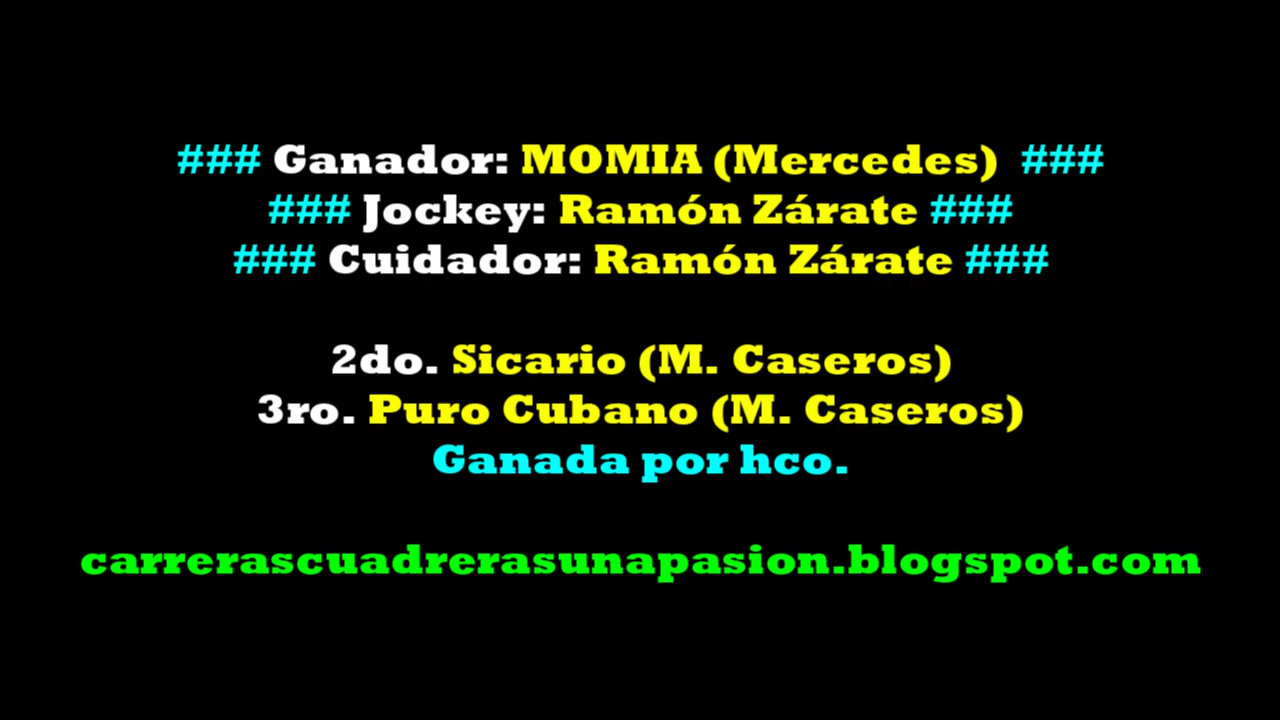 ### Ganador: MOMIA (Mercedes) ###
### Jockey: Ramón Zárate ###
### Cuidador: Ramón Zárate ###
2do. Sicario (M. Caseros)
3ro. Puro Cubano (M. Caseros)
Ganada por hco.
carrerascuadrerasunapasion.blogspot.com